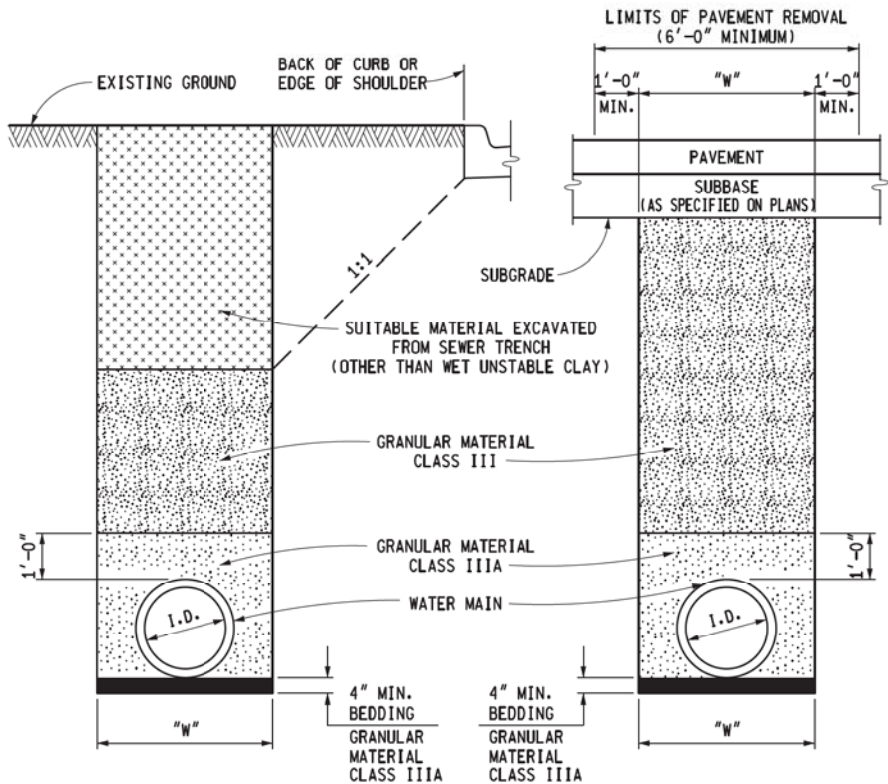 LIMITS OF PAVEMENT REMOVAL
(6'-0" MINIMUM)
BACK OF CURB OR
EDGE OF SHOULDER
EXISTING GROUND
1'-0"
MIN.
"W"
1'-0"
MIN.
PAVEMENT
SUBBASE
(AS SPECIFIED ON PLANS)
1:1
SUBGRADE
SUITABLE MATERIAL EXCAVATED
FROM SEWER TRENCH
(OTHER THAN WET UNSTABLE CLAY)
GRANULAR MATERIAL
CLASS III
1'-0"
GRANULAR MATERIAL
CLASS IIIA
1'-0"
WATER MAIN
I.D.
I.D.
4" MIN.
BEDDING
GRANULAR
MATERIAL
CLASS IIIA
4" MIN.
BEDDING
GRANULAR
MATERIAL
CLASS IIIA
"W"
"W"